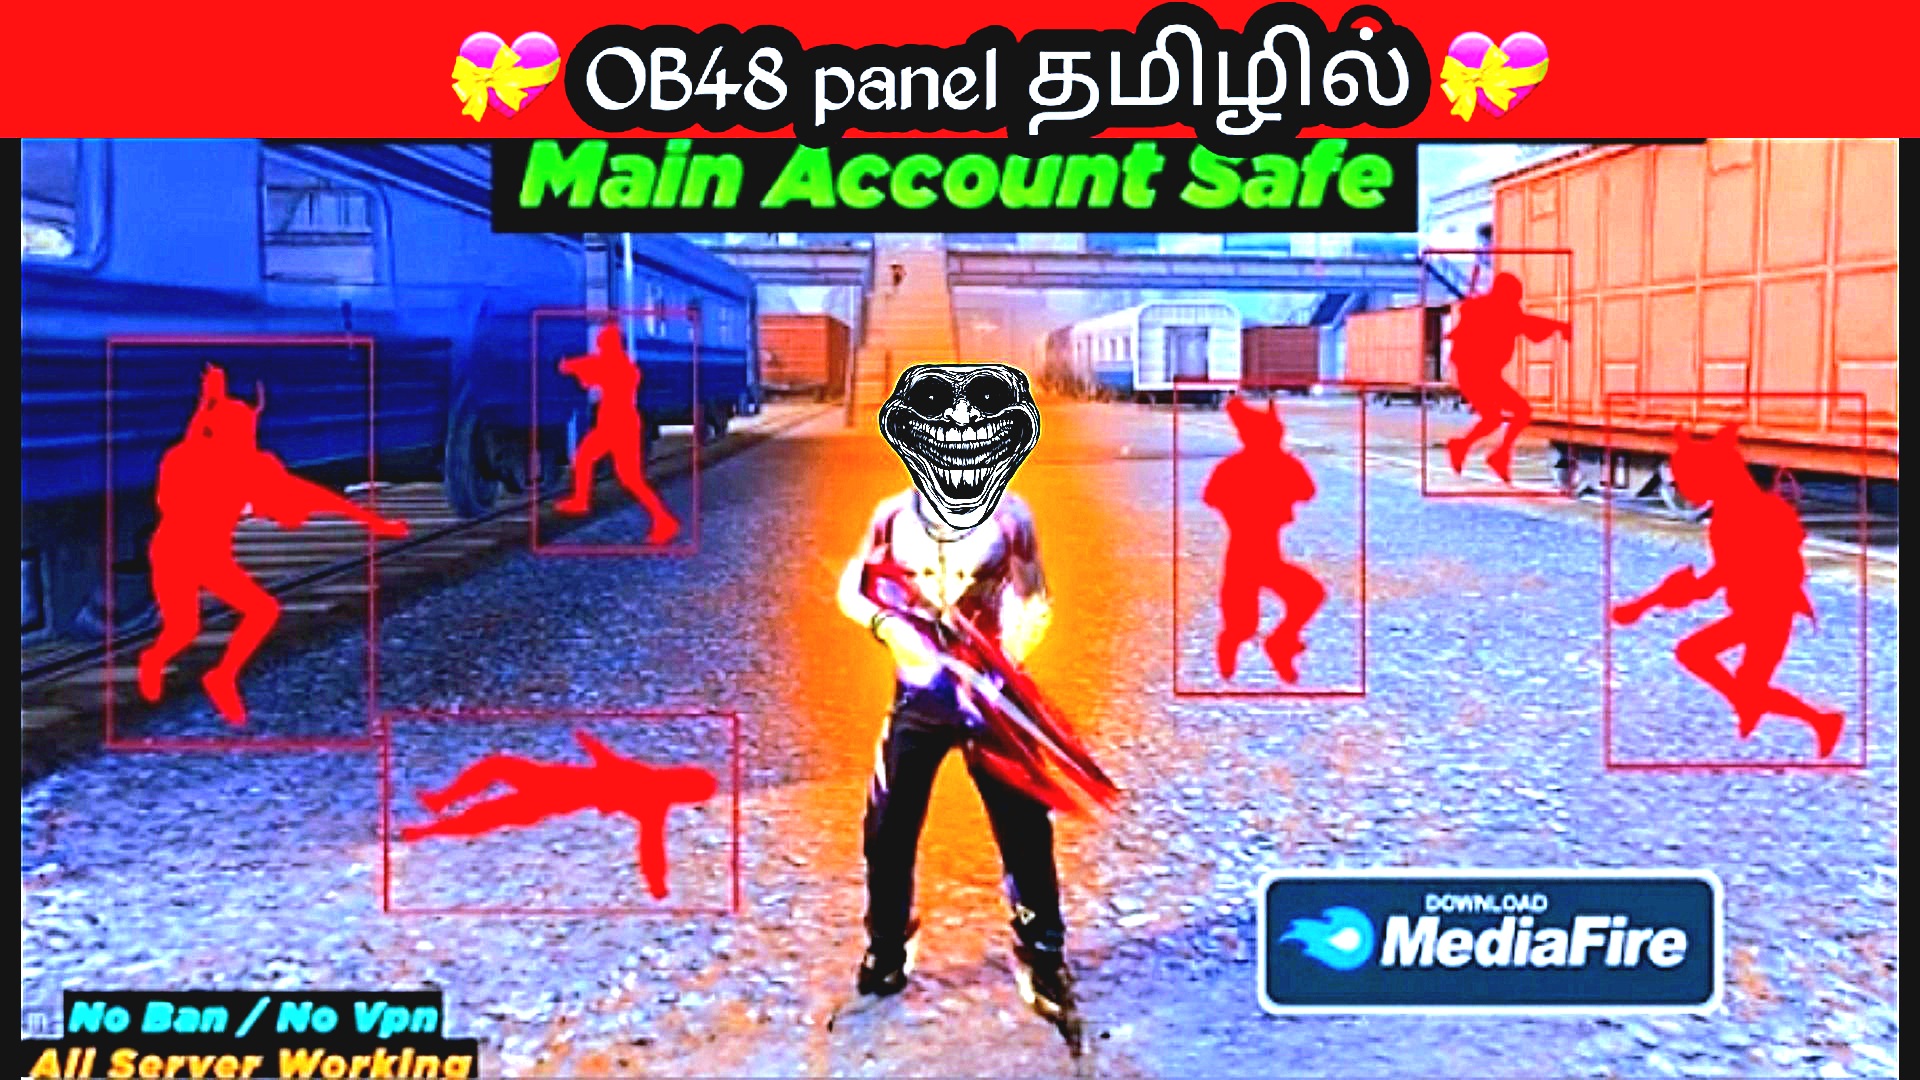 OB48 panel தமிழில்
Main Account Safe
DOWNLOAD
MediaFire
No Ban / No Vpn
All Server Working